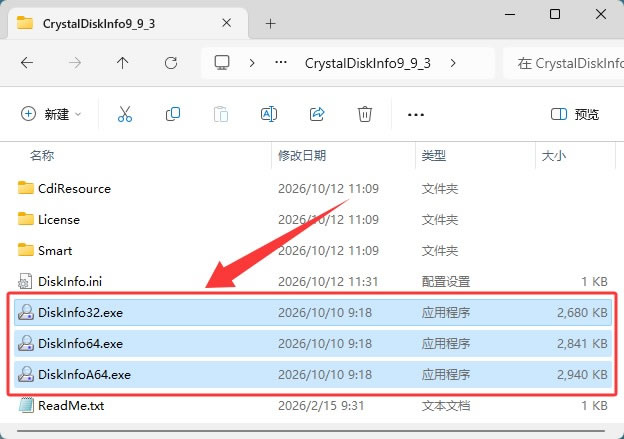 CrystalDiskInfo9_9_3
CrystalDiskInfo9_9_3 在 CrystalDiskInfo
新建 预览
名称 修改日期 类型 大小
CdiResource 2026/10/12 11:09 文件夹
License 2026/10/12 11:09 文件夹
Smart 2026/10/12 11:09 文件夹
DiskInfo.ini 2026/10/12 11:31 配置设置 1 KB
DiskInfo32.exe 2026/10/10 9:18 应用程序 2,680 KB
DiskInfo64.exe 2026/10/10 9:18 应用程序 2,841 KB
DiskInfoA64.exe 2026/10/10 9:18 应用程序 2,940 KB
ReadMe.txt 2026/2/15 9:31 文本文档 1 KB